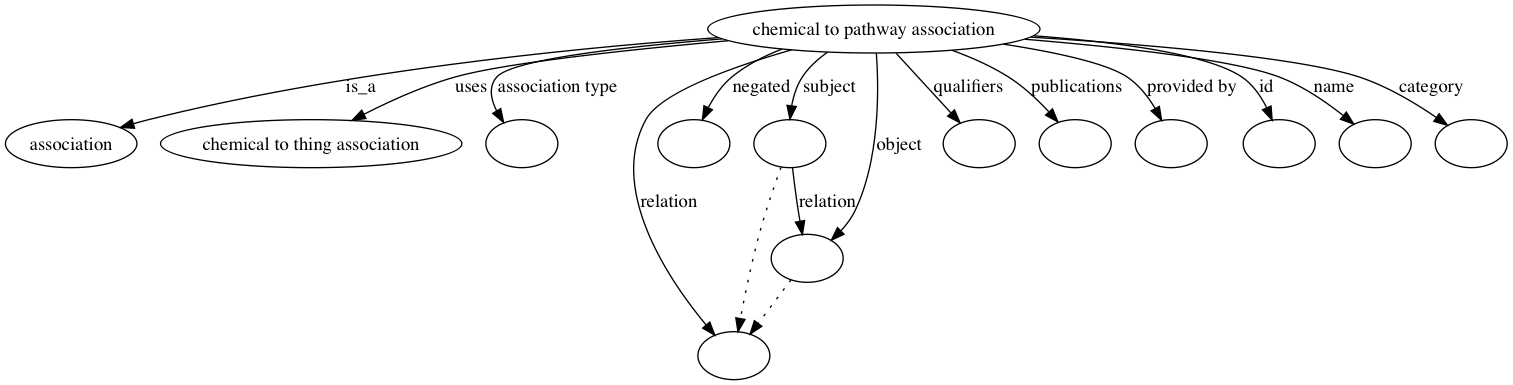 chemical to pathway association
is_a
uses
association type
negated
subject
qualifiers
publications
provided by
id
name
category
association
chemical to thing association
object
relation
relation